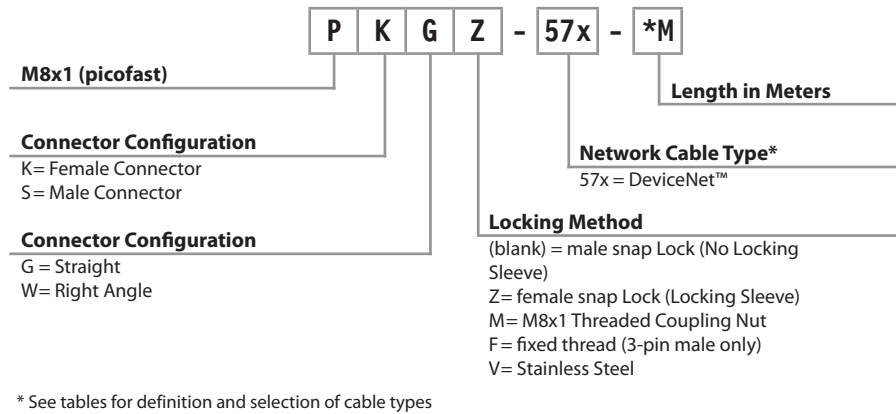 P K G Z - 57x - *M
M8x1 (picofast)
Length in Meters
Connector Configuration
K= Female Connector
S= Male Connector
Network Cable Type*
57x = DeviceNet™
Connector Configuration
G = Straight
W= Right Angle
Locking Method
(blank) = male snap Lock (No Locking
Sleeve)
Z= female snap Lock (Locking Sleeve)
M= M8x1 Threaded Coupling Nut
F= fixed thread (3-pin male only)
V= Stainless Steel
* See tables for definition and selection of cable types